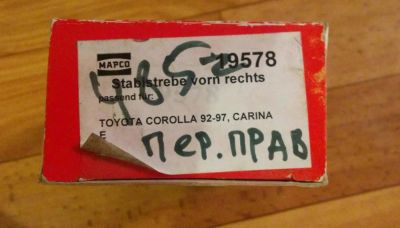 MAPCO
19578
Stabistrebe vorn rechts
passend für:
TOYOTA COROLLA 92-97, CARINA
E
ПЕР.ПРАВ